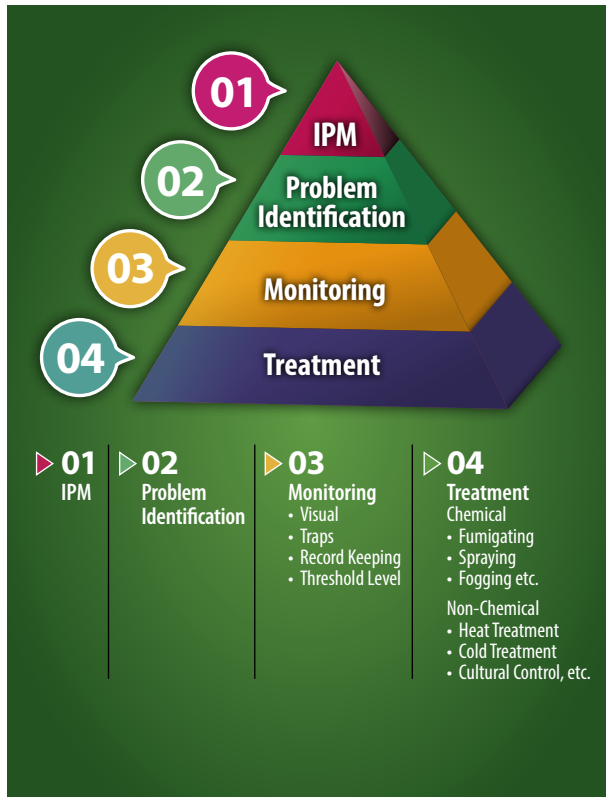 01
IPM
02
Problem
Identification
03
Monitoring
04
Treatment
01
IPM
02
Problem
Identification
03
Monitoring
• Visual
• Traps
• Record Keeping
• Threshold Level
04
Treatment
Chemical
• Fumigating
• Spraying
• Fogging etc.
Non-Chemical
• Heat Treatment
• Cold Treatment
• Cultural Control, etc.